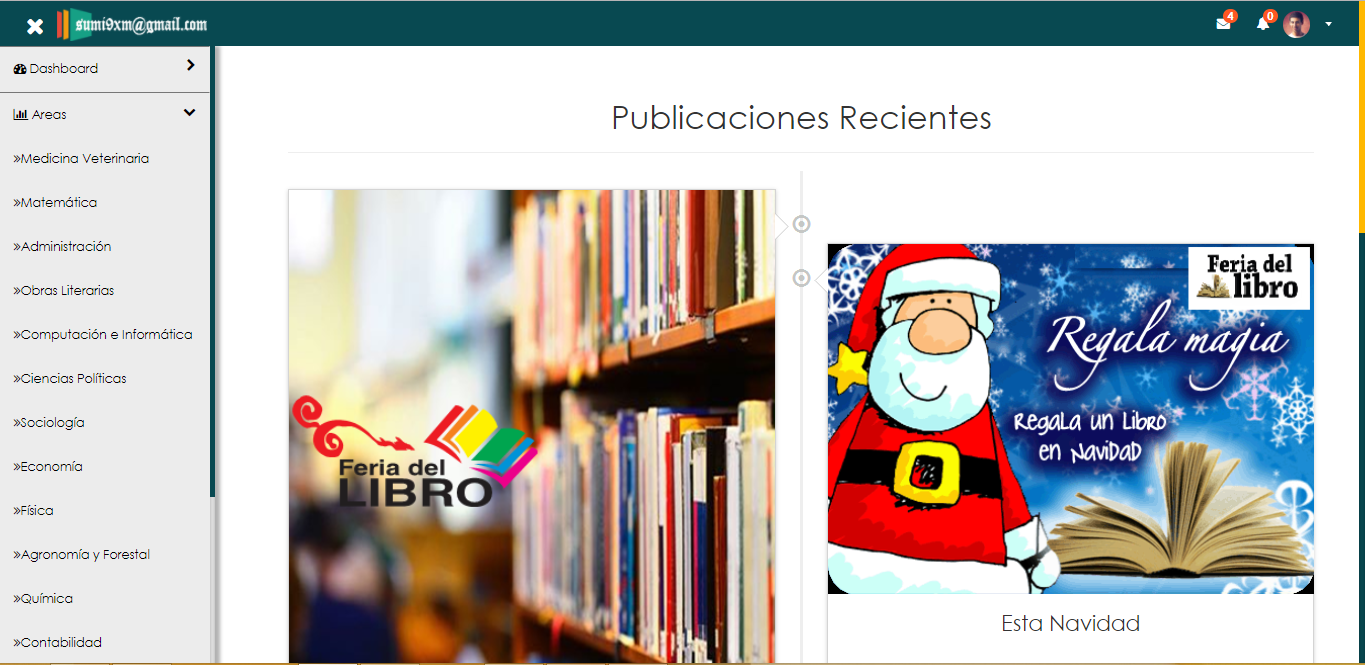 sumi9xm@gmail.com
4
0
Dashboard
Areas
»Medicina Veterinaria
»Matemática
»Administración
»Obras Literarias
»Computación e Informática
»Ciencias Políticas
»Sociología
»Economía
»Física
»Agronomía y Forestal
»Química
»Contabilidad
Publicaciones Recientes
Feria del
LIBRO
Feria del
libro
Regala magia
Regala un Libro
en Navidad
Esta Navidad